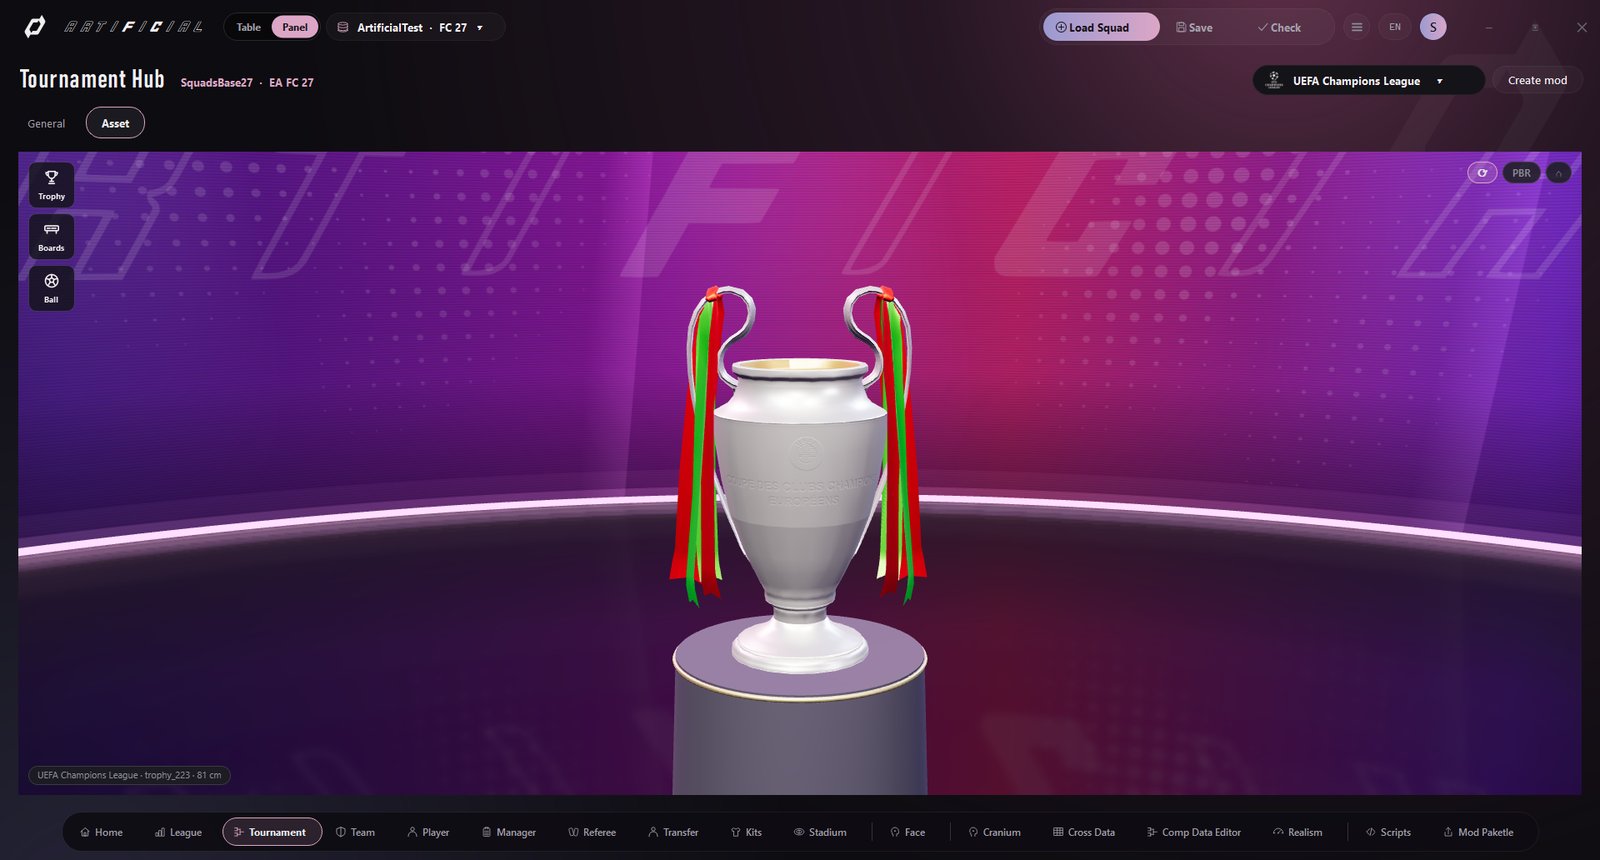 ARTIFICIAL
Table
Panel
ArtificialTest · FC 27
Load Squad
Save
Check
EN
S
Tournament Hub
SquadsBase27 · EA FC 27
UEFA Champions League
Create mod
General
Asset
Trophy
Boards
Ball
PBR
COUPE DES CLUBS CHAMPIONS
EUROPEENS
UEFA Champions League · trophy_223 · 81 cm
Home
League
Tournament
Team
Player
Manager
Referee
Transfer
Kits
Stadium
Face
Cranium
Cross Data
Comp Data Editor
Realism
Scripts
Mod Paketle